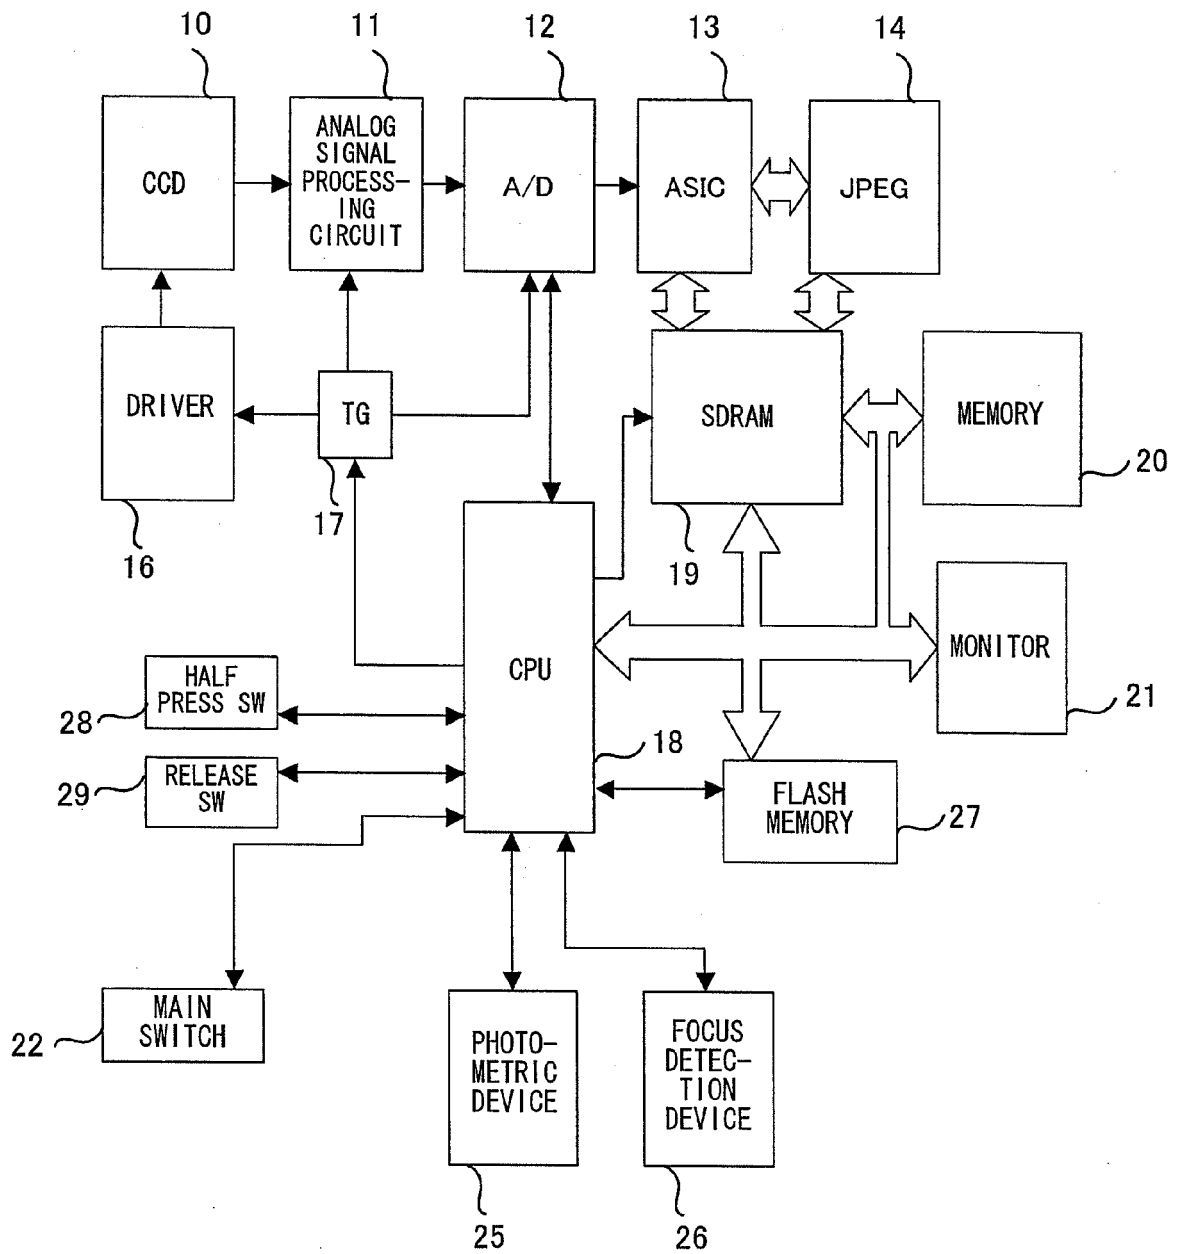 10
11
12
13
14
CCD
ANALOG
SIGNAL
PROCESS-
ING
CIRCUIT
A/D
ASIC
JPEG
DRIVER
TG
SDRAM
MEMORY
16
17
19
20
CPU
MONITOR
21
HALF
PRESS SW
28
RELEASE
SW
29
18
FLASH
MEMORY
27
MAIN
SWITCH
22
PHOTO-
METRIC
DEVICE
FOCUS
DETEC-
TION
DEVICE
25
26